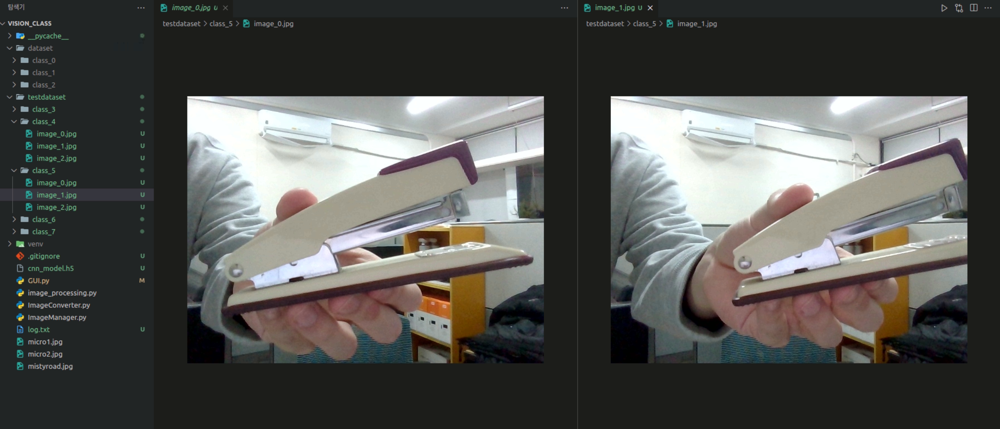 탐색기
VISION_CLASS
__pycache__
dataset
class_0
class_1
class_2
testdataset
class_3
class_4
image_0.jpg U
image_1.jpg U
image_2.jpg U
class_5
image_0.jpg U
image_1.jpg U
image_2.jpg U
class_6
class_7
venv
.gitignore U
cnn_model.h5 U
GUI.py M
image_processing.py
ImageConverter.py
ImageManager.py
log.txt U
micro1.jpg
micro2.jpg
mistyroad.jpg
image_0.jpg U
testdataset > class_5 > image_0.jpg
image_1.jpg U
testdataset > class_5 > image_1.jpg